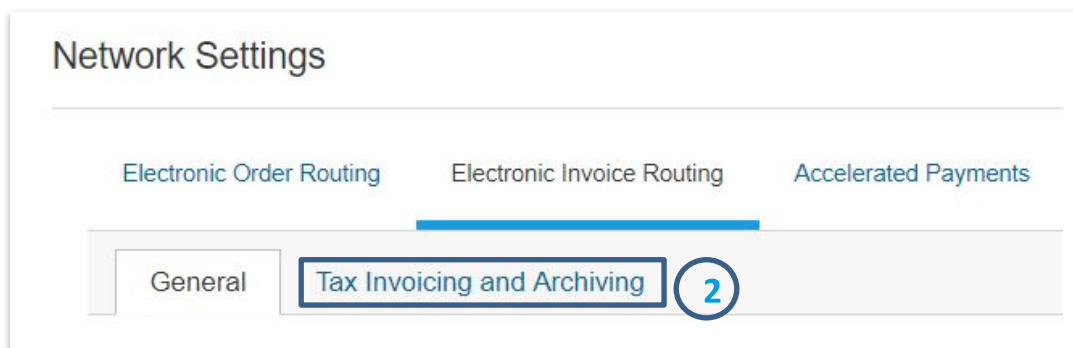 Network Settings
Electronic Order Routing Electronic Invoice Routing Accelerated Payments
General Tax Invoicing and Archiving 2